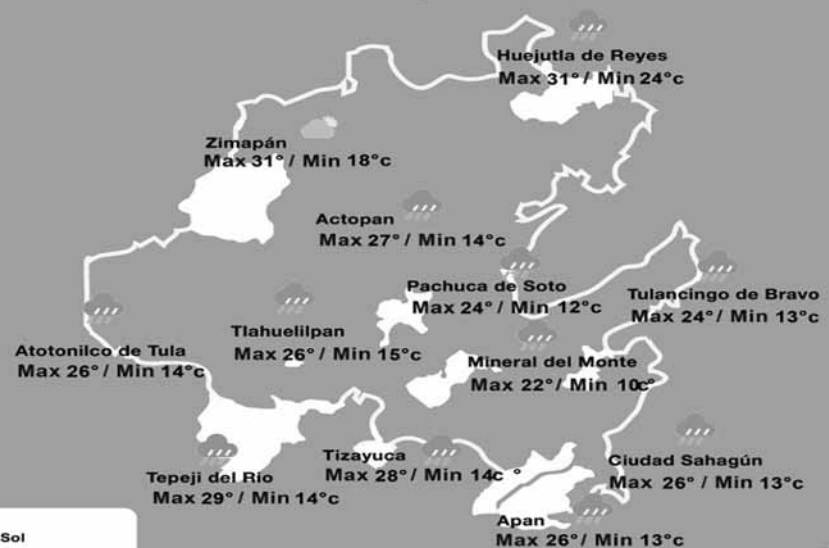 Huejutla de Reyes
Max 31° / Min 24°c
Zimapán
Max 31° / Min 18°c
Actopan
Max 27° / Min 14°c
Pachuca de Soto
Max 24° / Min 12°c
Tulancingo de Bravo
Max 24° / Min 13°c
Atotonilco de Tula
Max 26° / Min 14°c
Tlahuelilpan
Max 26° / Min 15°c
Mineral del Monte
Max 22° / Min 10c°
Tepeji del Rio
Max 29° / Min 14°c
Tizayuca
Max 28° / Min 14c °
Ciudad Sahagún
Max 26° / Min 13°c
Apan
Max 26° / Min 13°c
Sol